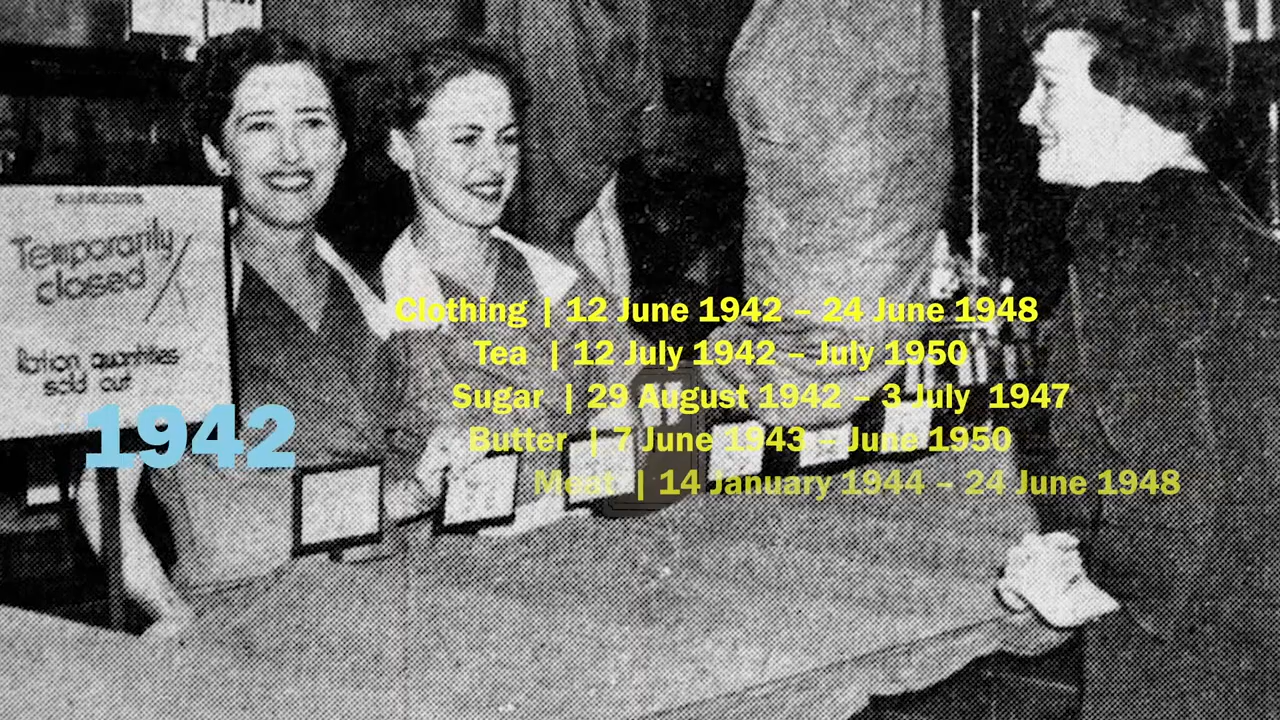 Temporarily
closed
Ration quantities
sold out
1942
Clothing | 12 June 1942 – 24 June 1948
Tea | 12 July 1942 – July 1950
Sugar | 29 August 1942 – 3 July 1947
Butter | 7 June 1943 – June 1950
Meat | 14 January 1944 – 24 June 1948